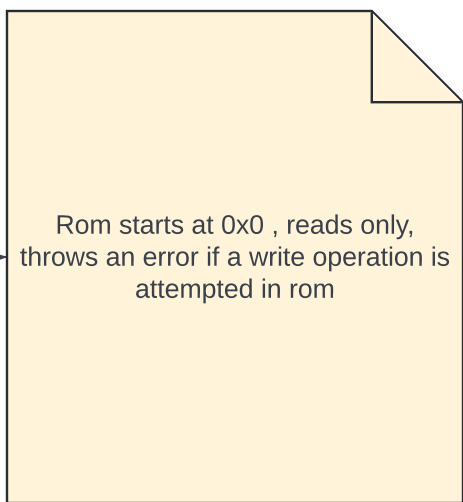 Rom starts at 0x0 , reads only,
throws an error if a write operation is
attempted in rom